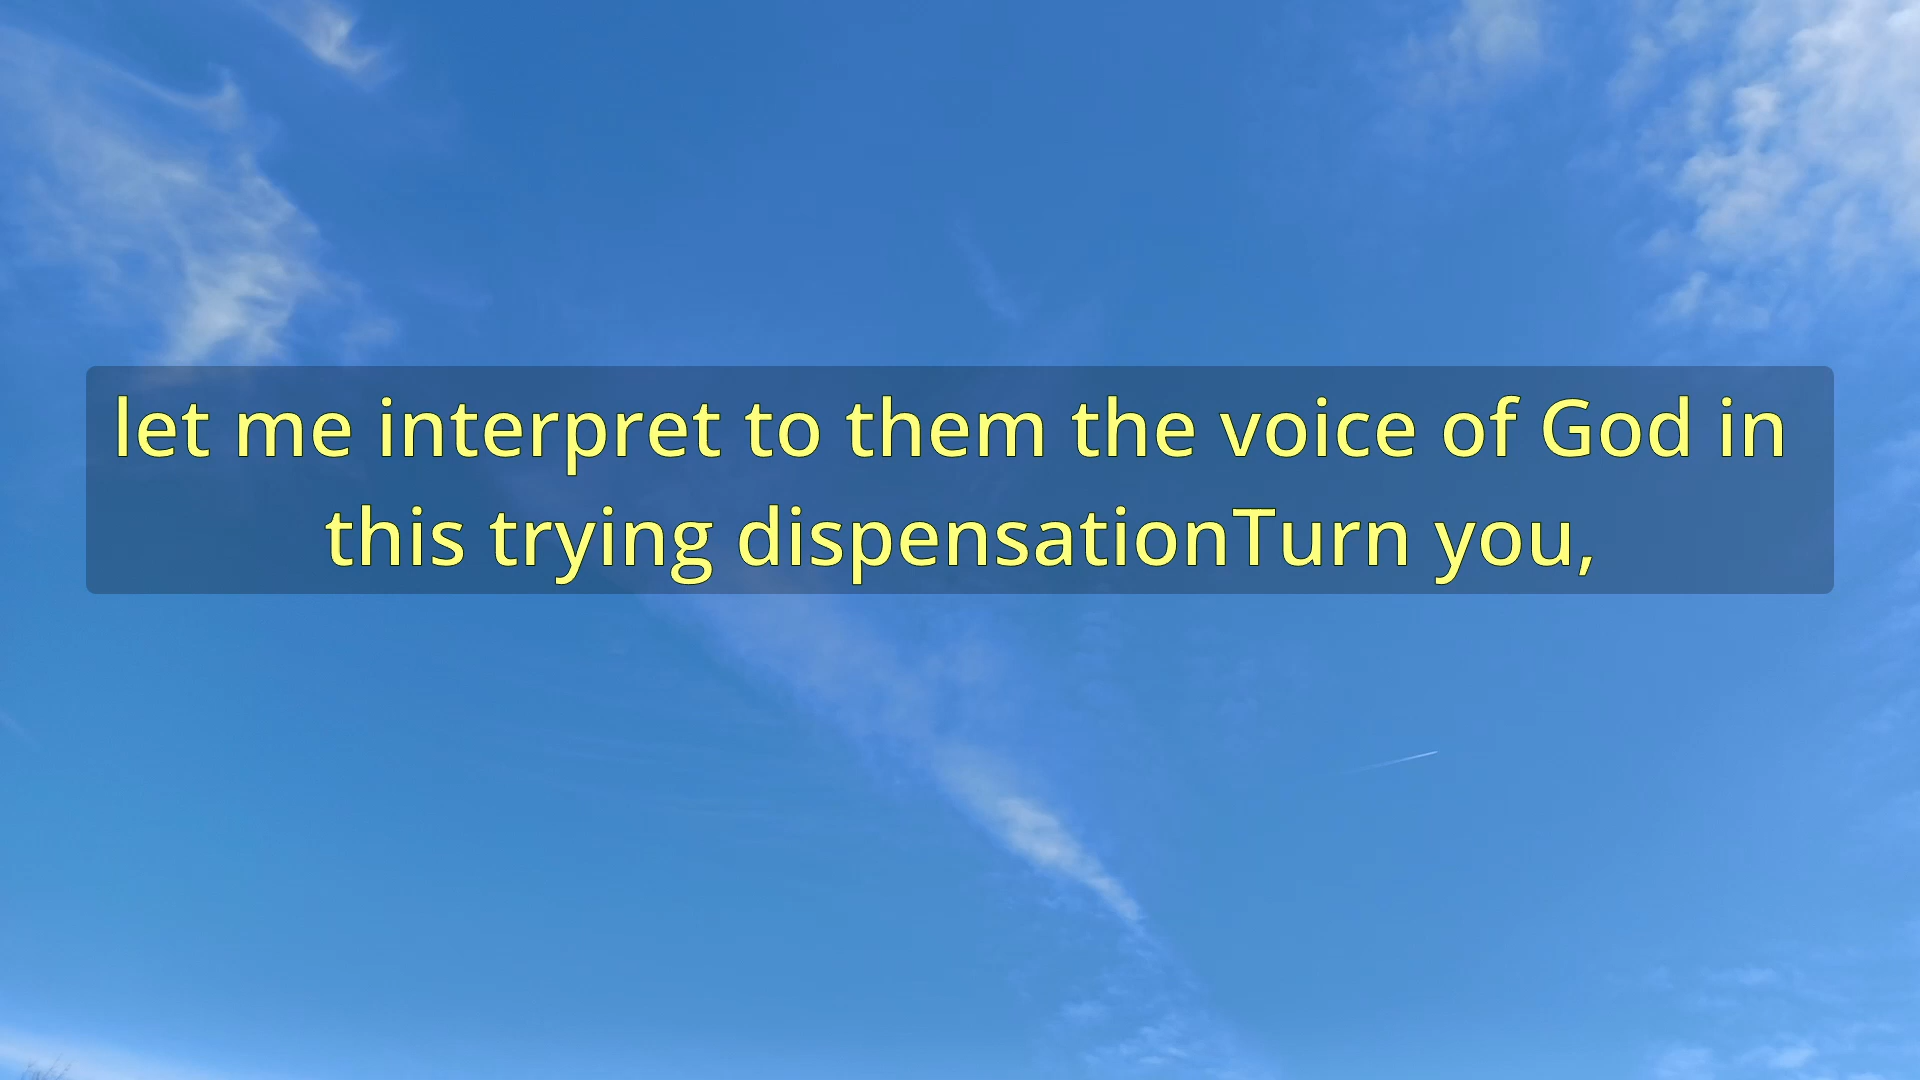 let me interpret to them the voice of God in
this trying dispensationTurn you,